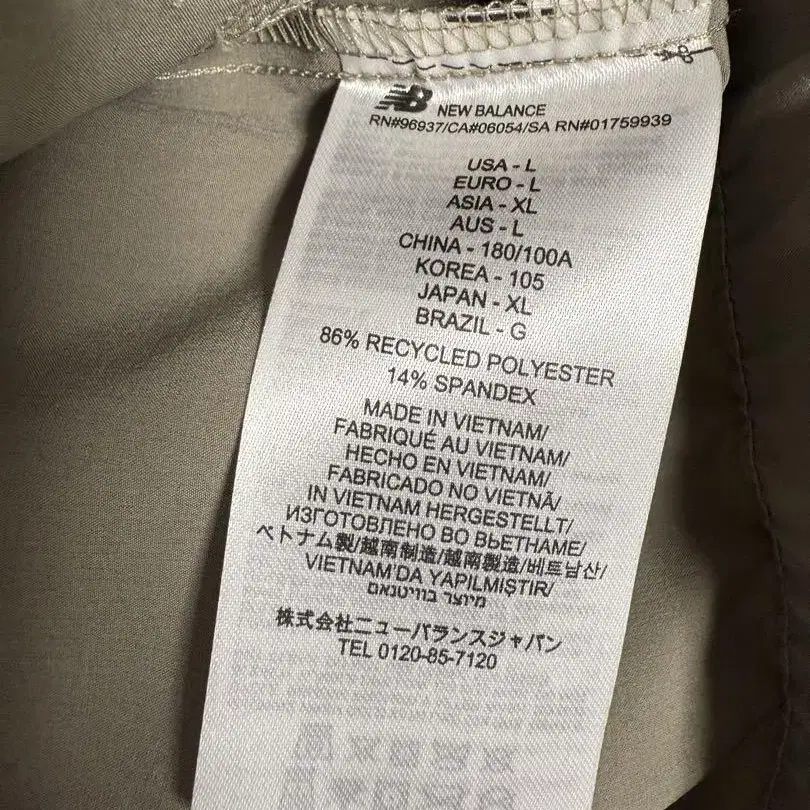 NB NEW BALANCE
RN#96937/CA#06054/SA RN#01759939
USA - L
EURO - L
ASIA - XL
AUS - L
CHINA - 180/100A
KOREA - 105
JAPAN - XL
BRAZIL - G
86% RECYCLED POLYESTER
14% SPANDEX
MADE IN VIETNAM/
FABRIQUÉ AU VIETNAM/
HECHO EN VIETNAM/
FABRICADO NO VIETNÃ/
IN VIETNAM HERGESTELLT/
ИЗГОТОВЛЕНО ВО ВЬЕТНАМЕ/
ベトナム製/越南制造/越南製造/베트남산/
VIETNAM'DA YAPILMIŞTIR/
מיוצר בווייטנאם
株式会社ニューバランスジャパン
TEL 0120-85-7120